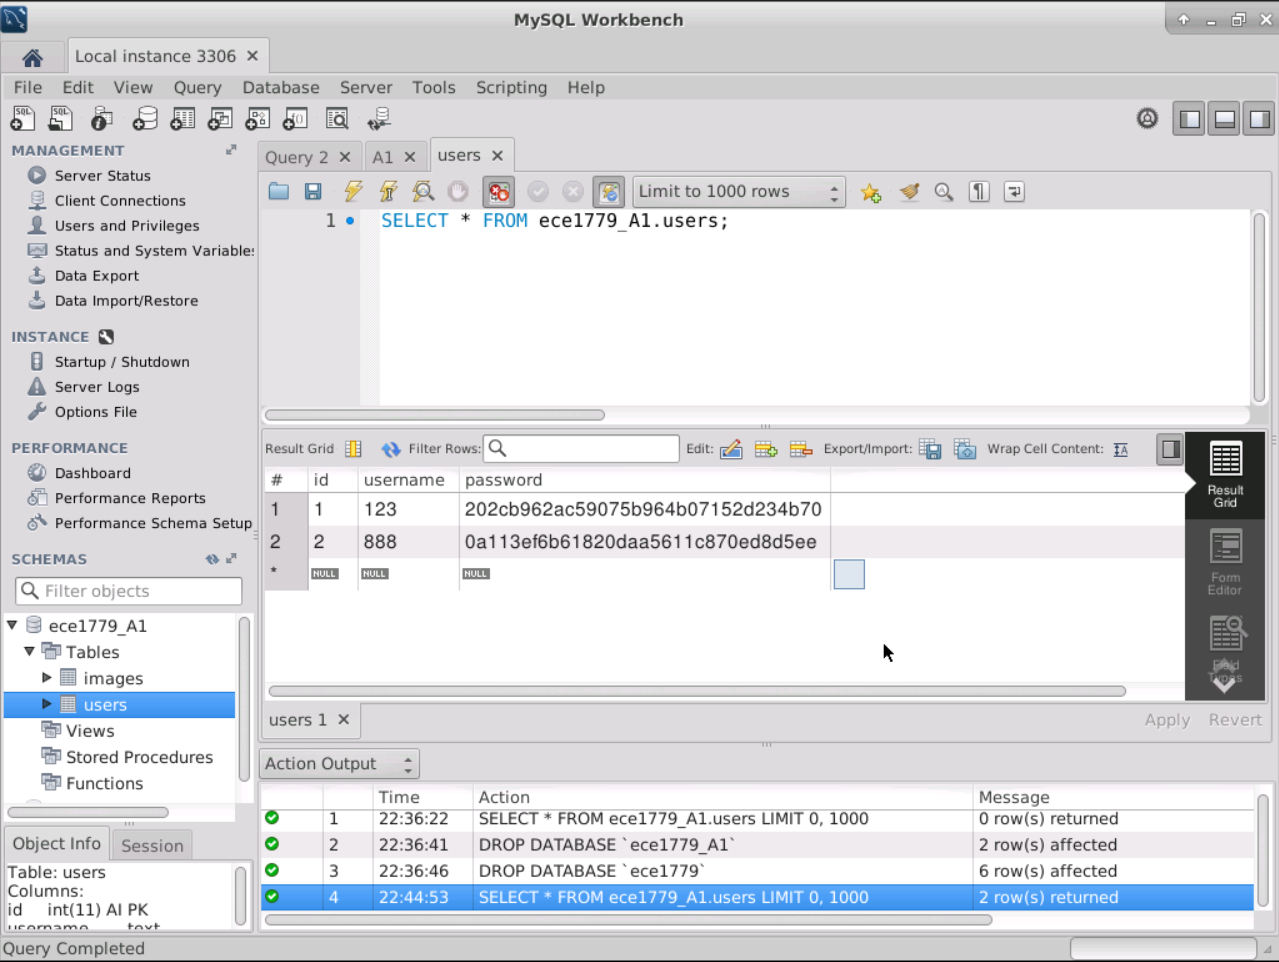 MySQL Workbench
Local instance 3306
File Edit View Query Database Server Tools Scripting Help
MANAGEMENT
Server Status
Client Connections
Users and Privileges
Status and System Variable
Data Export
Data Import/Restore
INSTANCE
Startup / Shutdown
Server Logs
Options File
PERFORMANCE
Dashboard
Performance Reports
Performance Schema Setup
SCHEMAS
Filter objects
ece1779_A1
Tables
images
users
Views
Stored Procedures
Functions
Object Info Session
Table: users
Columns:
id int(11) AI PK
username text
Query 2 A1 users
Limit to 1000 rows
1 SELECT * FROM ece1779_A1.users;
Result Grid Filter Rows: Edit: Export/Import: Wrap Cell Content:
# id username password
1 1 123 202cb962ac59075b964b07152d234b70
2 2 888 0a113ef6b61820daa5611c870ed8d5ee
* NULL NULL NULL
Result
Grid
Form
Editor
Field
Types
users 1
Apply Revert
Action Output
Time Action Message
1 22:36:22 SELECT * FROM ece1779_A1.users LIMIT 0, 1000 0 row(s) returned
2 22:36:41 DROP DATABASE `ece1779_A1` 2 row(s) affected
3 22:36:46 DROP DATABASE `ece1779` 6 row(s) affected
4 22:44:53 SELECT * FROM ece1779_A1.users LIMIT 0, 1000 2 row(s) returned
Query Completed